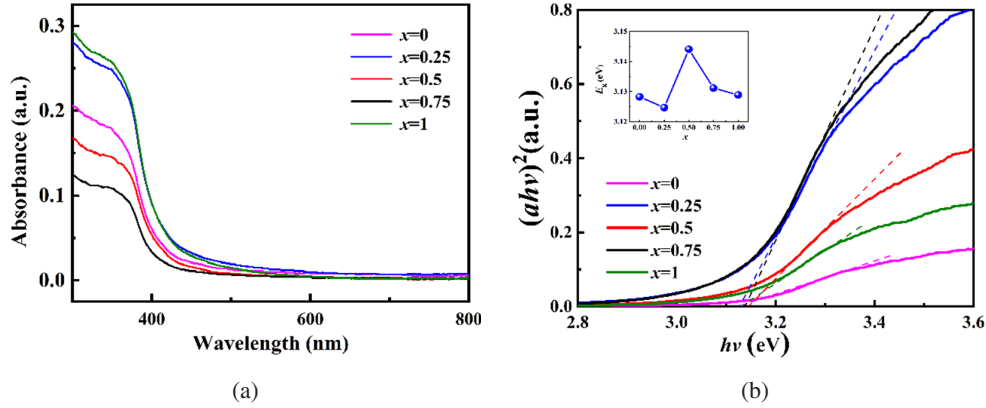 0.3
0.2
0.1
0.0
Absorbance (a.u.)
x=0
x=0.25
x=0.5
x=0.75
x=1
400
600
800
Wavelength (nm)
(a)
0.8
0.6
0.4
0.2
0.0
(ahν)²(a.u.)
3.15
3.14
3.13
3.12
Eg(eV)
0.00 0.25 0.50 0.75 1.00
x
x=0
x=0.25
x=0.5
x=0.75
x=1
2.8 3.0 3.2 3.4 3.6
hν (eV)
(b)